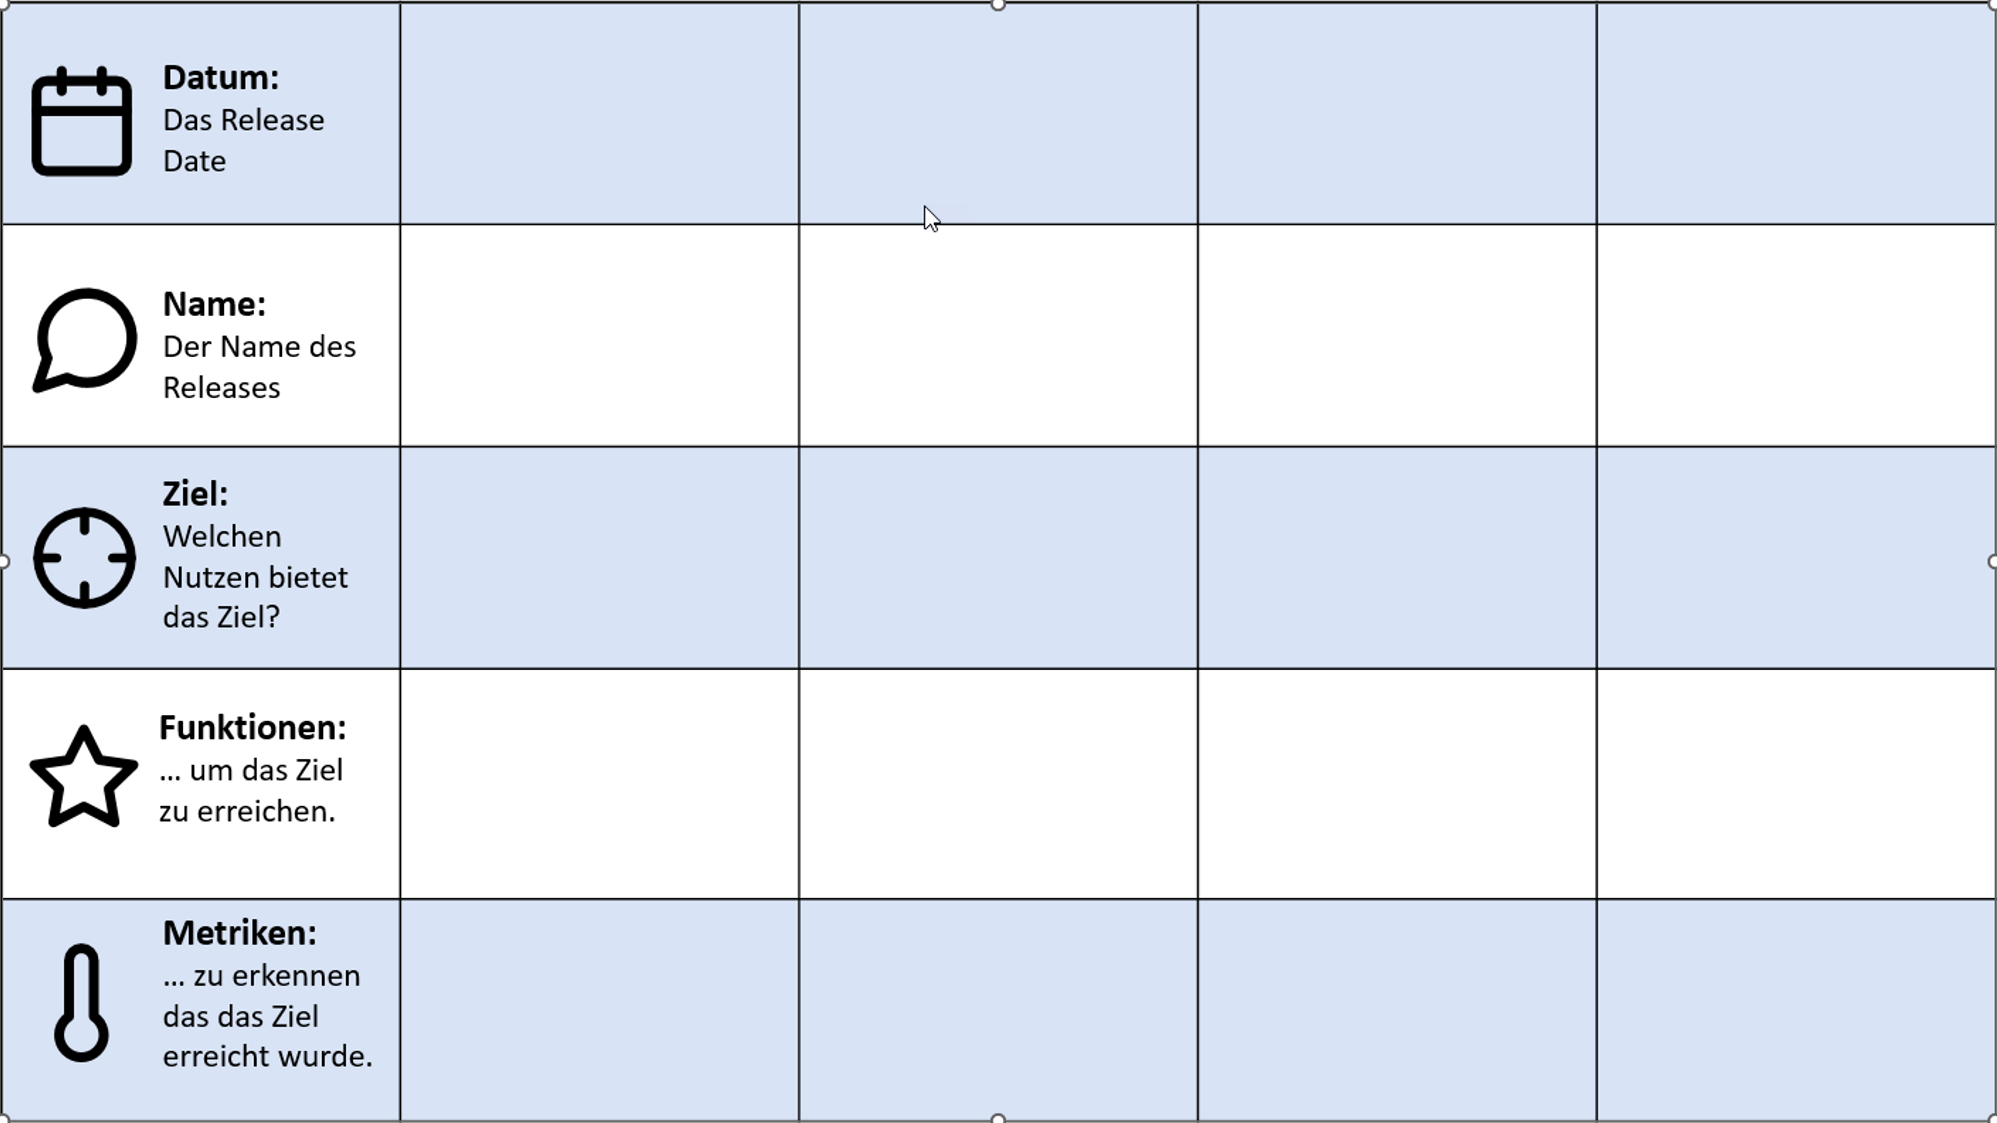 Datum:
Das Release
Date
Name:
Der Name des
Releases
Ziel:
Welchen
Nutzen bietet
das Ziel?
Funktionen:
... um das Ziel
zu erreichen.
Metriken:
... zu erkennen
das das Ziel
erreicht wurde.